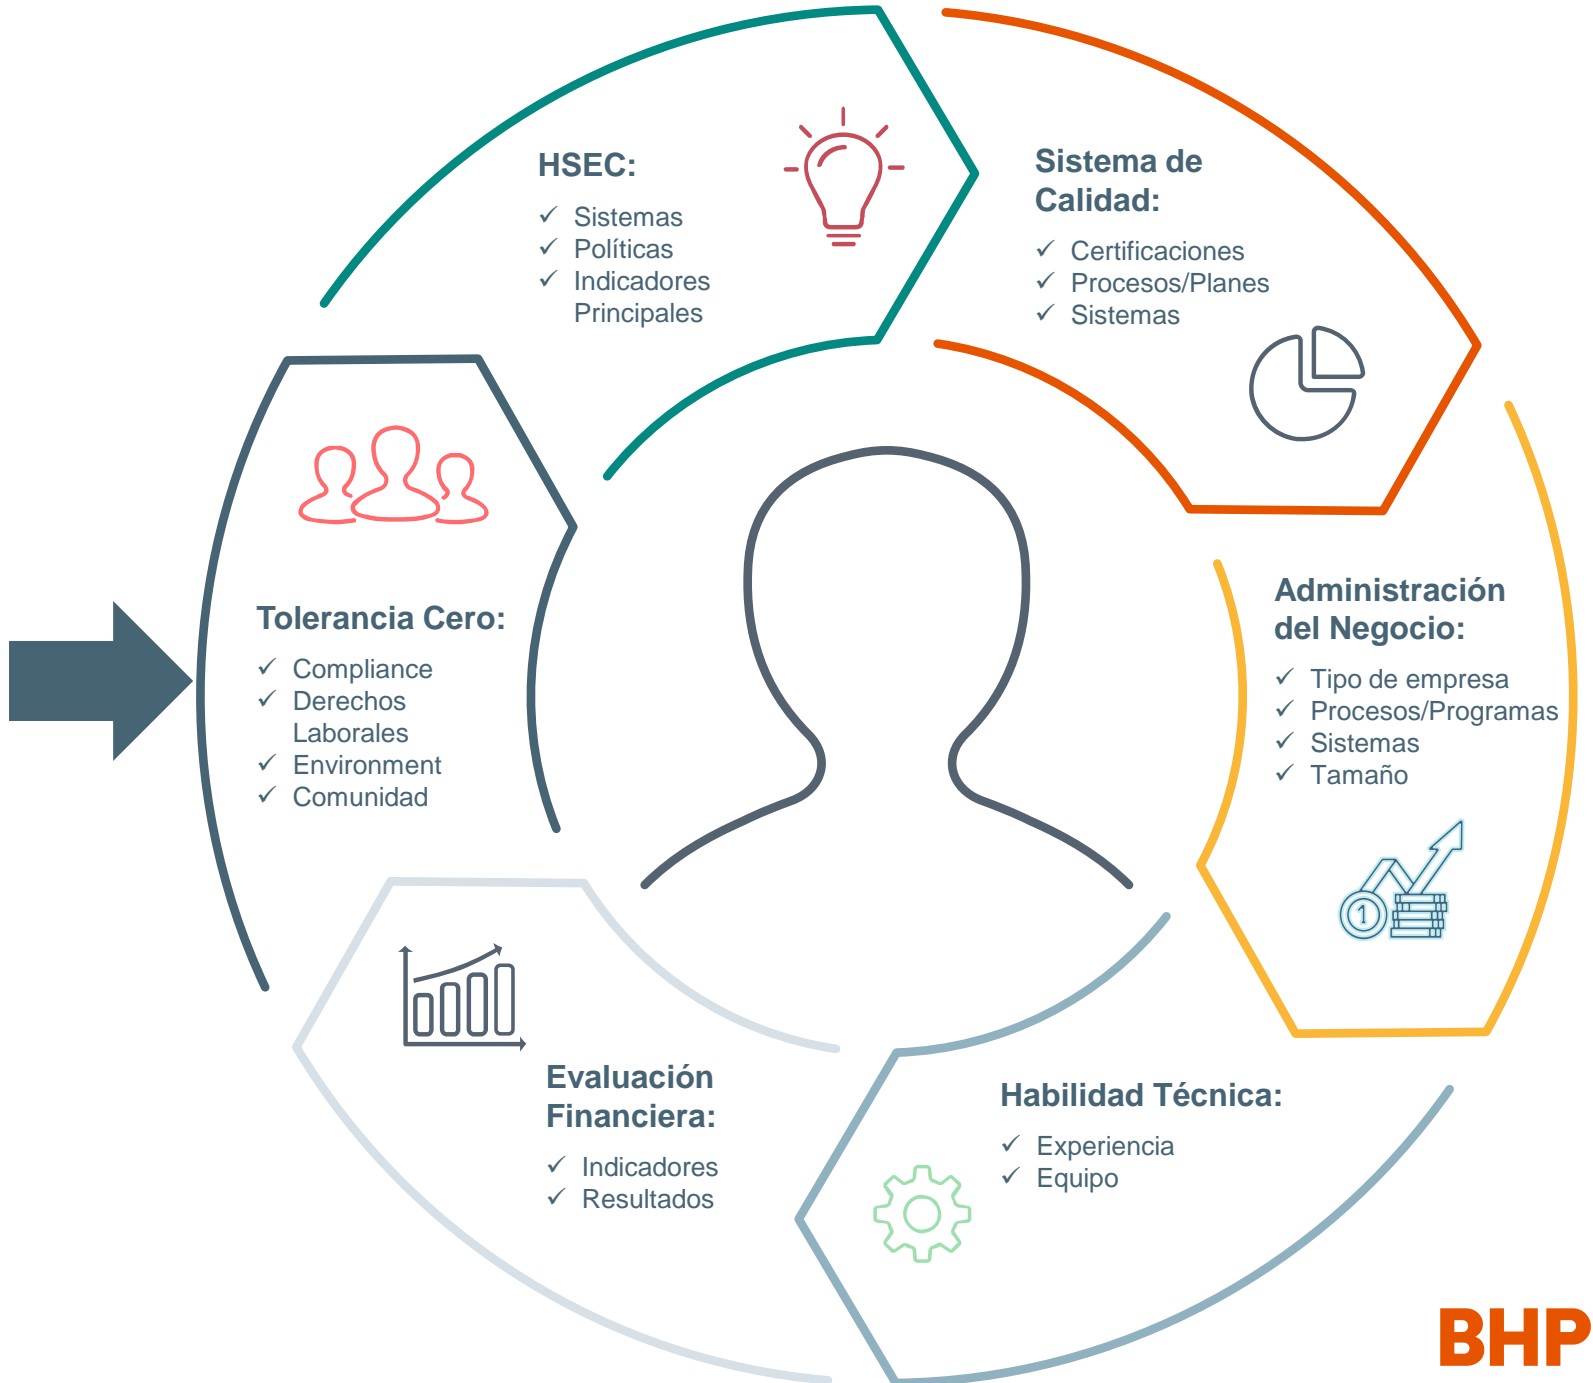 HSEC:
✓ Sistemas
✓ Políticas
✓ Indicadores
Principales
Sistema de
Calidad:
✓ Certificaciones
✓ Procesos/Planes
✓ Sistemas
Administración
del Negocio:
✓ Tipo de empresa
✓ Procesos/Programas
✓ Sistemas
✓ Tamaño
1
Habilidad Técnica:
✓ Experiencia
✓ Equipo
Evaluación
Financiera:
✓ Indicadores
✓ Resultados
Tolerancia Cero:
✓ Compliance
✓ Derechos
Laborales
✓ Environment
✓ Comunidad
BHP